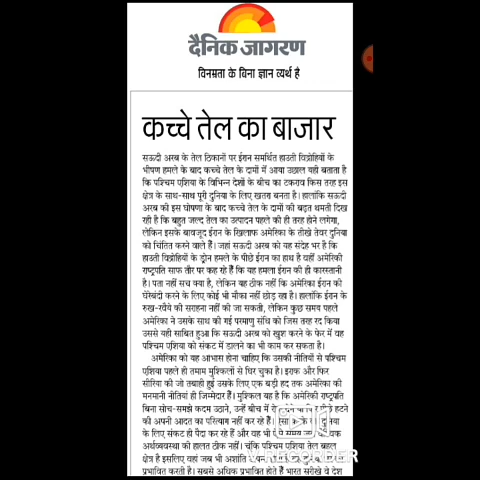 दैनिक जागरण
विनम्रता के बिना ज्ञान व्यर्थ है
कच्चे तेल का बाजार
सऊदी अरब के तेल ठिकानों पर ईरान समर्थित हाउती विद्रोहियों के
भीषण हमले के बाद कच्चे तेल के दामों में आया उछाल यही बताता है
कि पश्चिम एशिया के विभिन्न देशों के बीच का टकराव किस तरह इस
क्षेत्र के साथ-साथ पूरी दुनिया के लिए खतरा बनता है। हालांकि सऊदी
अरब की इस घोषणा के बाद कच्चे तेल के दामों की बढ़त थमती दिख
रही है कि बहुत जल्द तेल का उत्पादन पहले की ही तरह होने लगेगा,
लेकिन इसके बावजूद ईरान के खिलाफ अमेरिका के तीखे तेवर दुनिया
को चिंतित करने वाले हैं। जहां सऊदी अरब को यह संदेह भर है कि
हाउती विद्रोहियों के ड्रोन हमले के पीछे ईरान का हाथ है वहीं अमेरिकी
राष्ट्रपति साफ तौर पर कह रहे हैं कि यह हमला ईरान की ही कारस्तानी
है। पता नहीं सच क्या है, लेकिन यह ठीक नहीं कि अमेरिका ईरान की
घेरबंदी करने के लिए कोई भी मौका नहीं छोड़ रहा है। हालांकि ईरान के
रुख-रवैये की सराहना नहीं की जा सकती, लेकिन कुछ समय पहले
अमेरिका ने उसके साथ की गई परमाणु संधि को जिस तरह रद किया
उससे यही साबित हुआ कि सऊदी अरब को खुश करने के फेर में वह
पश्चिम एशिया को संकट में डालने का भी काम कर सकता है।
अमेरिका को यह आभास होना चाहिए कि उसकी नीतियों से पश्चिम
एशिया पहले ही तमाम मुश्किलों से घिर चुका है। इराक और फिर
सीरिया की जो तबाही हुई उसके लिए एक बड़ी हद तक अमेरिका की
मनमानी नीतियां ही जिम्मेदार हैं। मुश्किल यह है कि अमेरिकी राष्ट्रपति
बिना सोच-समझे कदम उठाने, उन्हें बीच में हटने
की अपनी आदत का परित्याग नहीं कर रहे हैं।
के लिए संकट ही पैदा कर रहे हैं और वह भी
अर्थव्यवस्था की हालत ठीक नहीं। चूंकि पश्चिम एशिया तेल बहुल
क्षेत्र है इसलिए वहां जब भी अशांति
प्रभावित करती है। सबसे अधिक प्रभावित होते हैं भारत सरीखे वे देश
V RECORDER